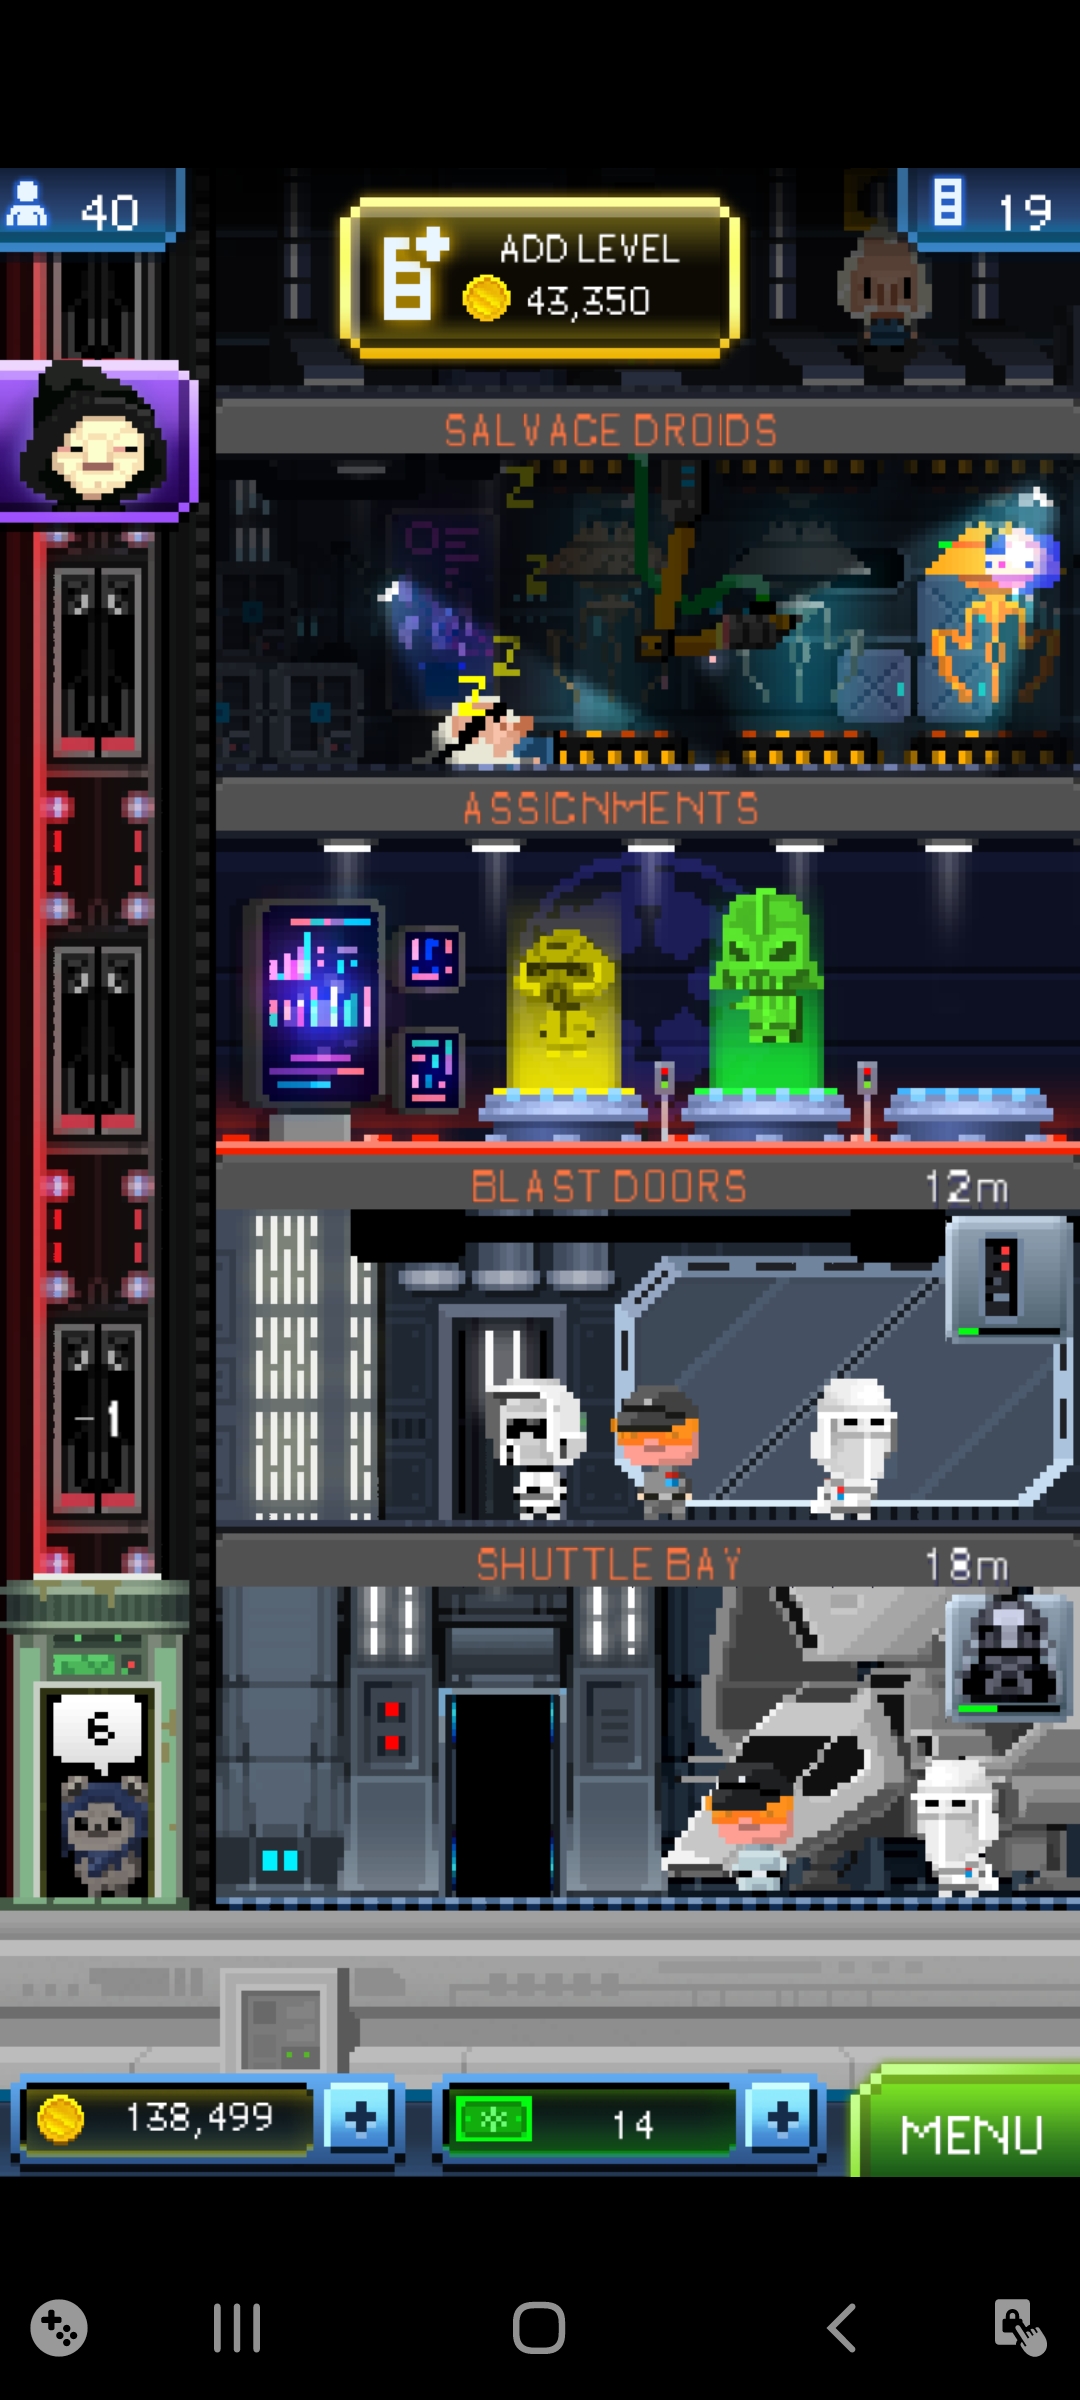 40
ADD LEVEL
43,350
19
SALVAGE DROIDS
Z
Z
Z
Z
ASSIGNMENTS
BLAST DOORS 12m
-1
SHUTTLE BAY 18m
6
138,499
14
MENU